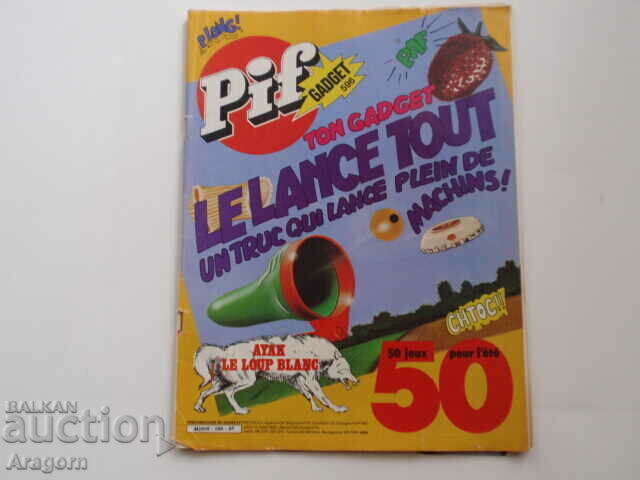 PLONG!
Pif
GADGET
596
PAF
TON GADGET
LE LANCE TOUT
UN TRUC QUI LANCE PLEIN DE
MACHINS!
CHTOC!!!
AYAK
LE LOUP BLANC
50 jeux pour l'été
50
BALKAN
auction
Aragorn